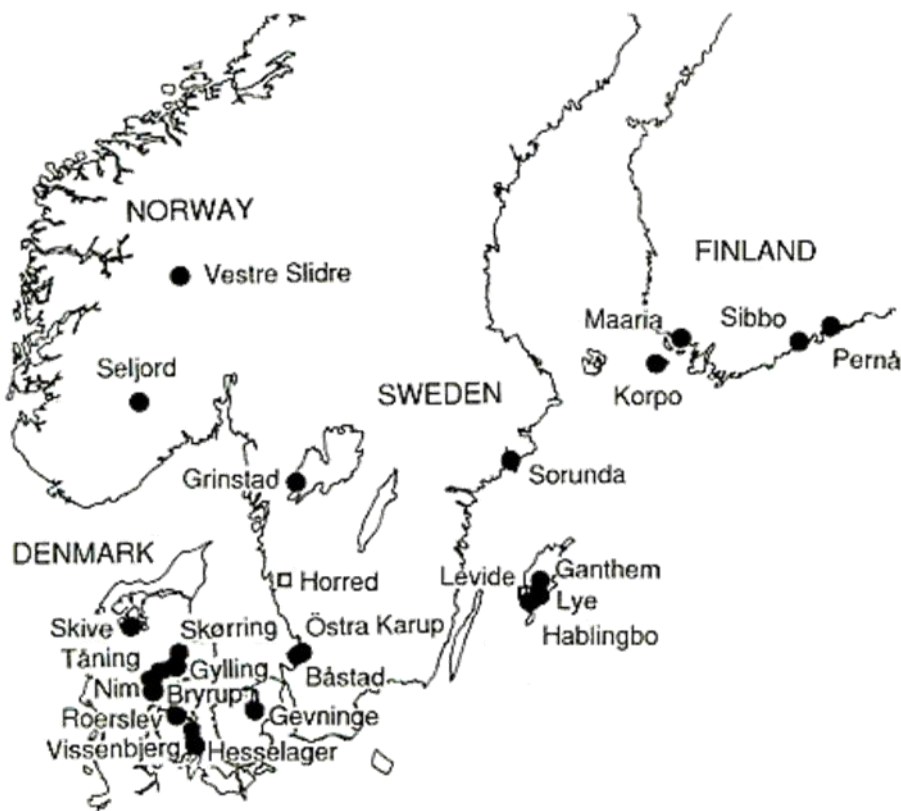 NORWAY
Vestre Slidre
FINLAND
Maaria
Sibbo
Pernå
Korpo
Seljord
SWEDEN
Grinstad
Sorunda
DENMARK
Horred
Levide
Ganthem
Lye
Hablingbo
Skive
Skørring
Östra Karup
Tåning
Gylling
Båstad
Nim
Bryrup
Roerslev
Gevninge
Vissenbjerg
Hesselager